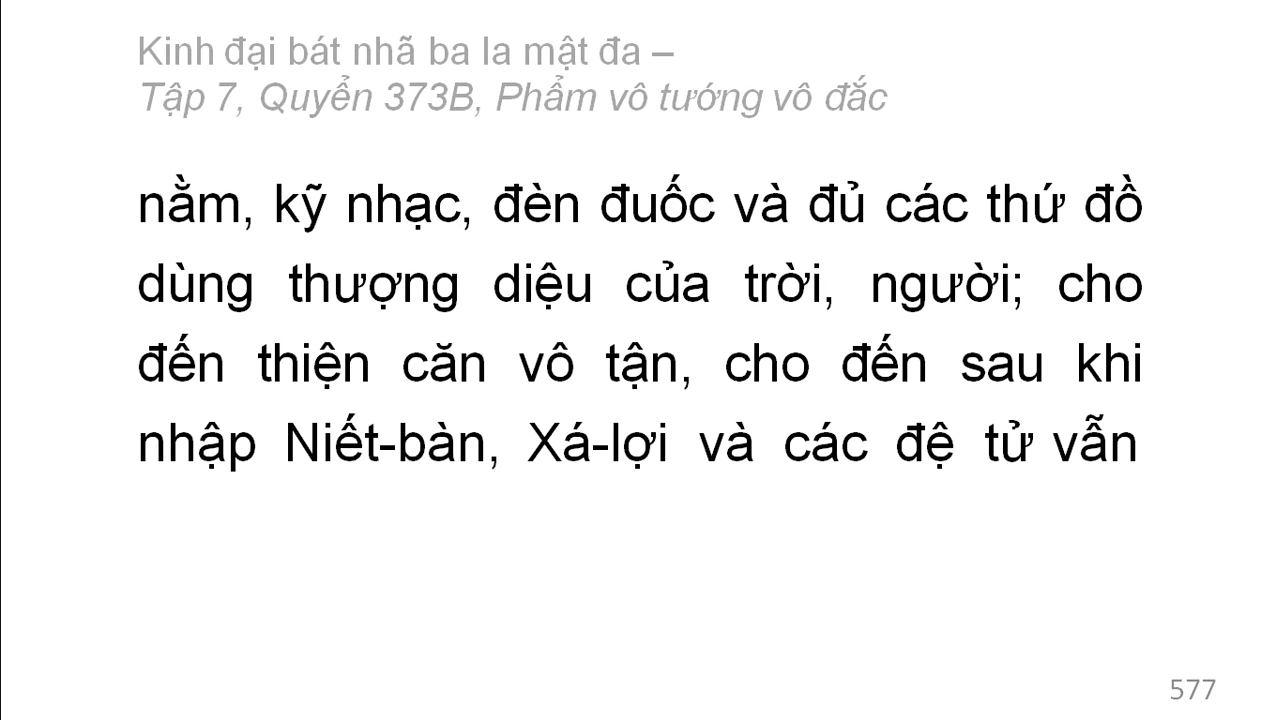 Kinh đại bát nhã ba la mật đa –
Tập 7, Quyển 373B, Phẩm vô tướng vô đắc
nằm, kỹ nhạc, đèn đuốc và đủ các thứ đồ
dùng thượng diệu của trời, người; cho
đến thiện căn vô tận, cho đến sau khi
nhập Niết-bàn, Xá-lợi và các đệ tử vẫn
577